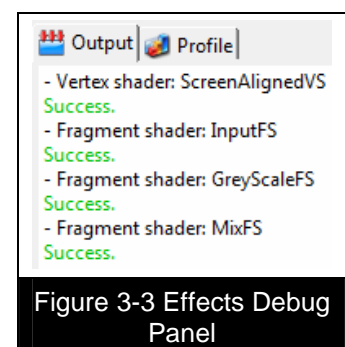 Output Profile
- Vertex shader: ScreenAlignedVS
Success.
- Fragment shader: InputFS
Success.
- Fragment shader: GreyScaleFS
Success.
- Fragment shader: MixFS
Success.
Figure 3-3 Effects Debug
Panel